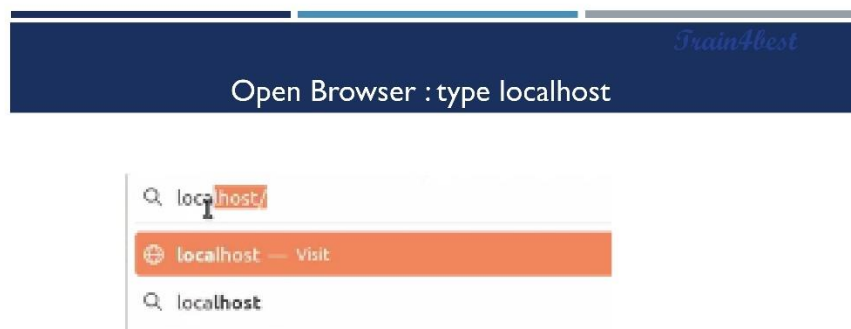 Train4best
Open Browser : type localhost
localhost/
localhost — Visit
localhost